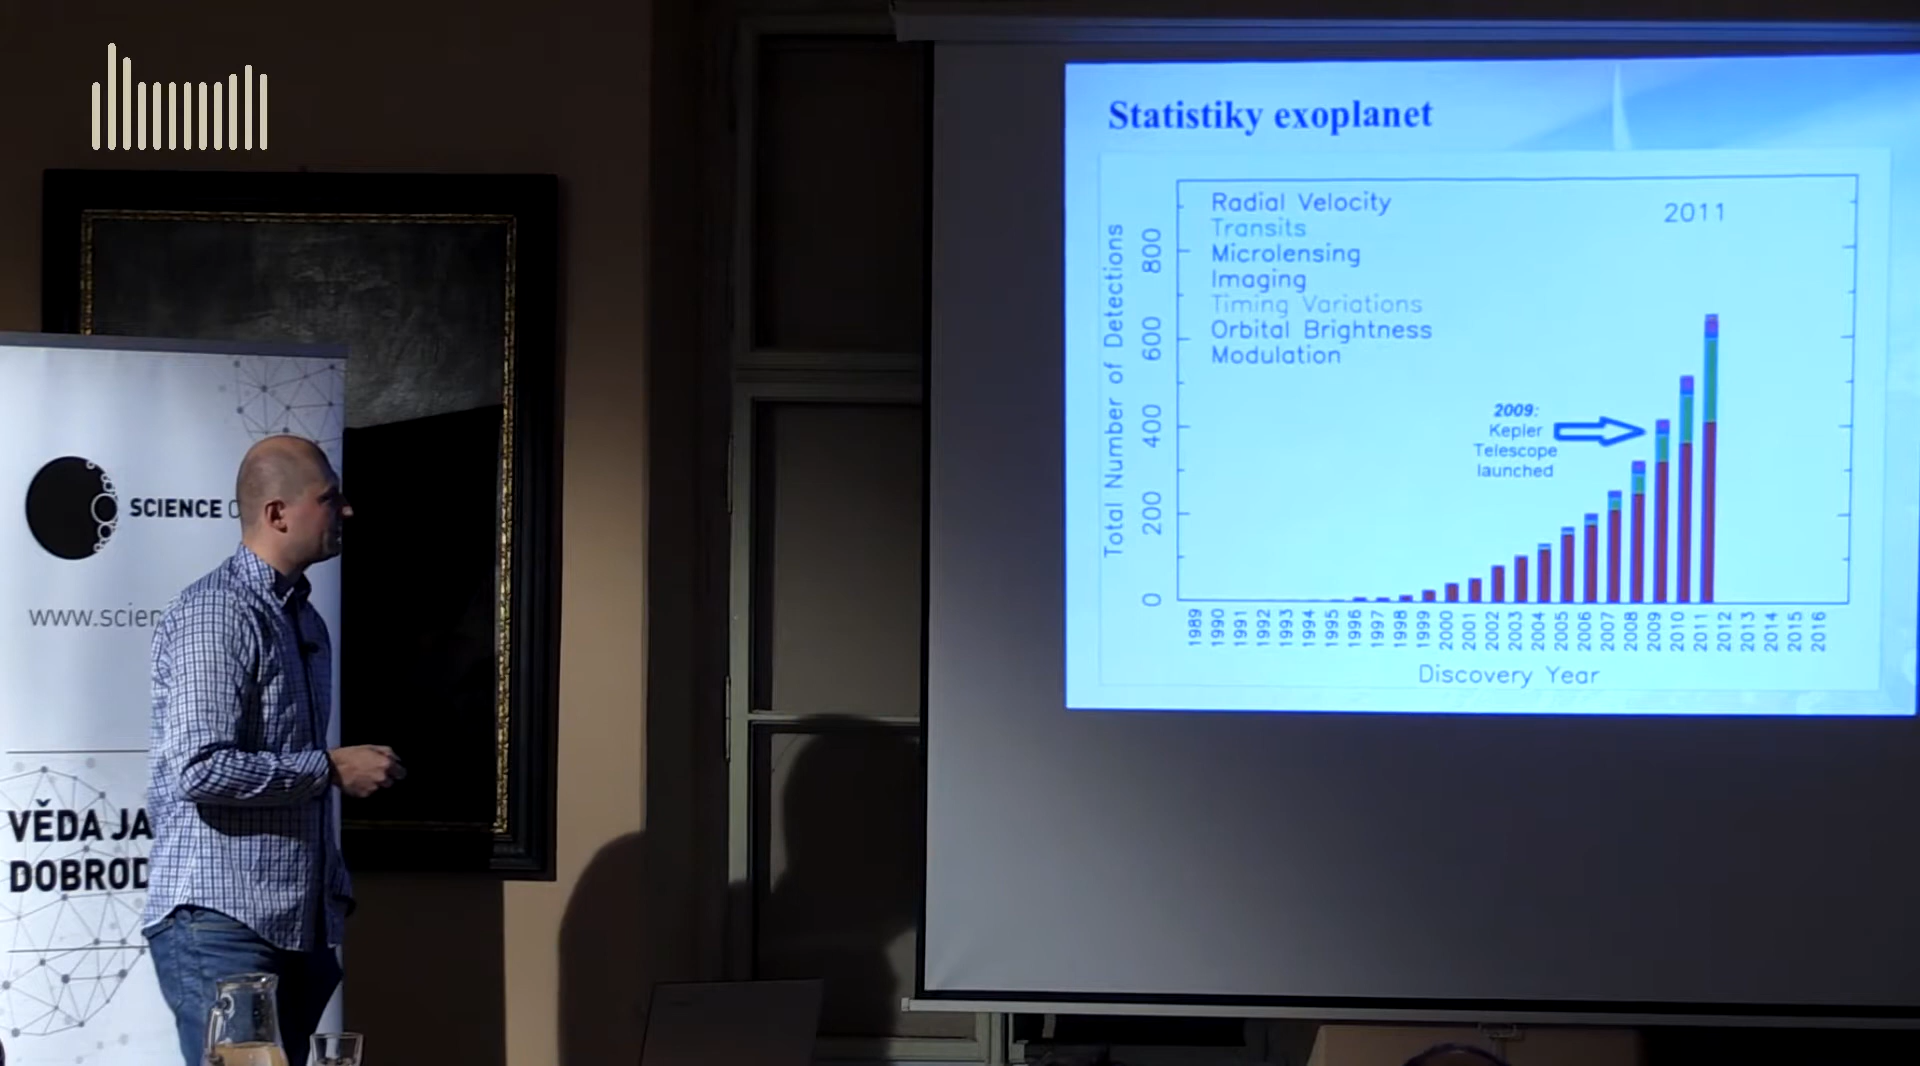 Statistiky exoplanet
Radial Velocity
Transits
Microlensing
Imaging
Timing Variations
Orbital Brightness
Modulation
2011
Total Number of Detections
800
600
400
200
0
2009:
Kepler
Telescope
launched
1989
1990
1991
1992
1993
1994
1995
1996
1997
1998
1999
2000
2001
2002
2003
2004
2005
2006
2007
2008
2009
2010
2011
2012
2013
2014
2015
2016
Discovery Year
SCIENCE
www.scien
VĚDA JA
DOBROD